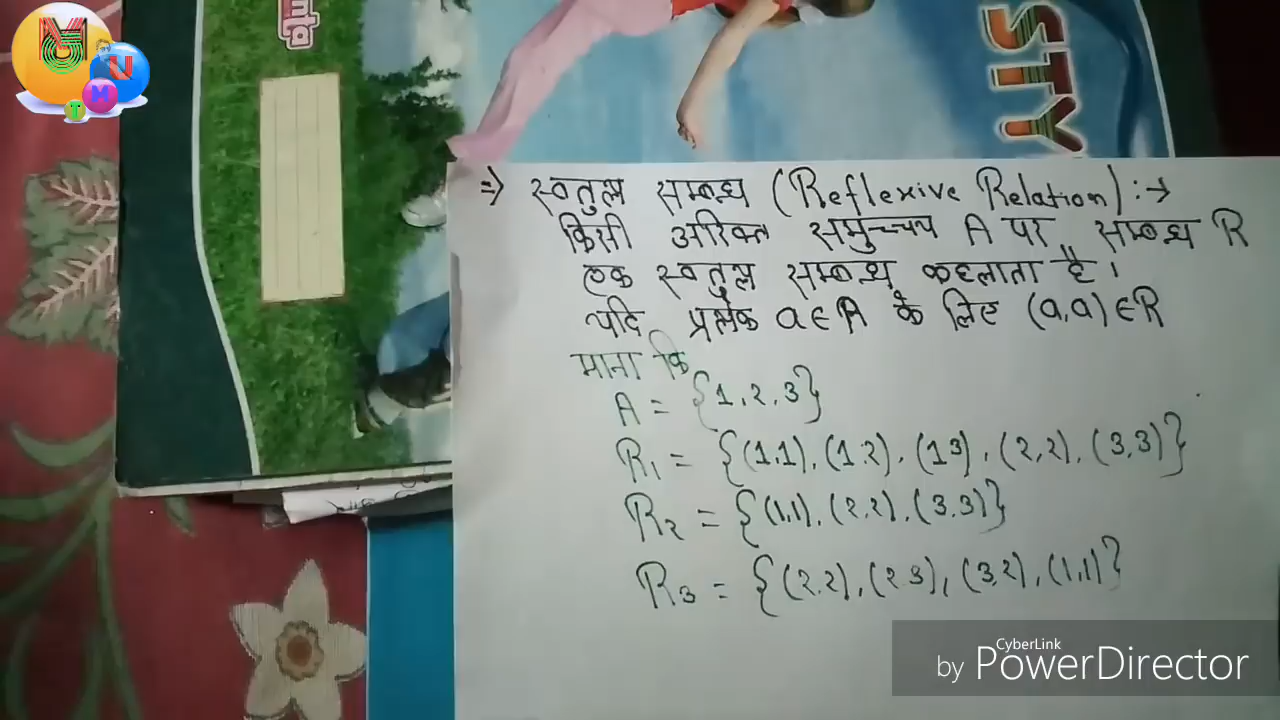 ⇒ स्वतुल्य सम्बन्ध (Reflexive Relation) :→
किसी अरिक्त समुच्चय A पर सम्बन्ध R
एक स्वतुल्य सम्बन्ध कहलाता है।
यदि प्रत्येक a∈A के लिए (a,a)∈R
माना कि
A = {1,2,3}
R₁ = {(1,1), (1,2), (1 3), (2,2), (3,3)}
R₂ = {(1,1), (2,2), (3,3)}
R₃ = {(2,2), (2 3), (3,2), (1,1)}
STY
nta
M
U
H
T
CyberLink
by PowerDirector